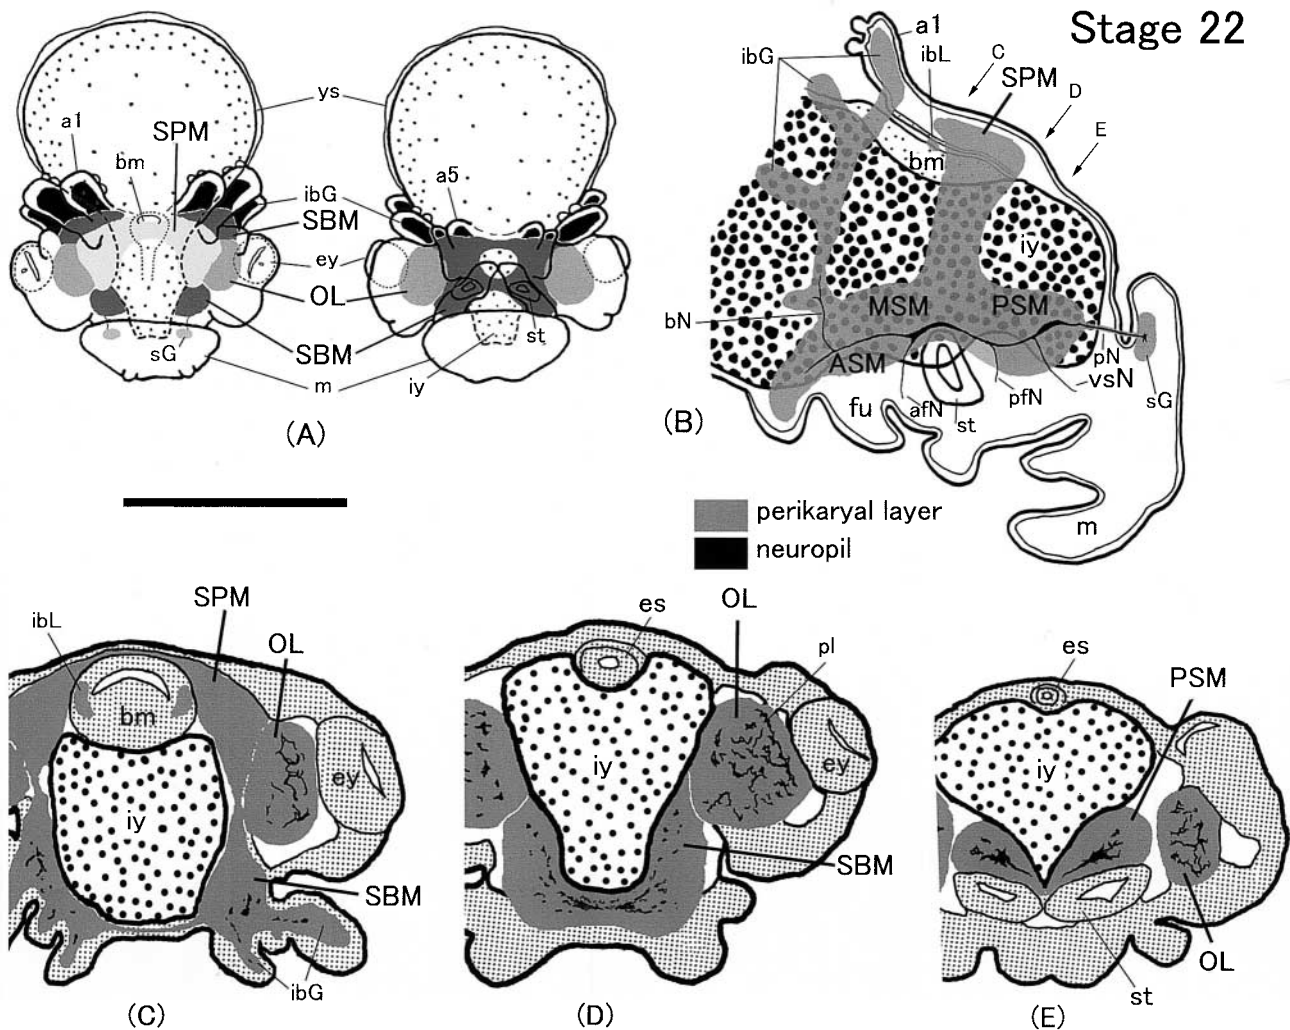 Stage 22
ys
a1
SPM
bm
a5
ibG
SBM
ey
OL
SBM
st
sG
m
iy
(A)
a1
ibL
C
ibG
SPM
D
E
bm
iy
MSM
PSM
bN
ASM
pN
vsN
fu
afN
st
pfN
sG
(B)
m
perikaryal layer
neuropil
SPM
ibL
OL
bm
ey
iy
SBM
ibG
(C)
es
OL
pl
iy
ey
SBM
(D)
es
PSM
iy
OL
st
(E)